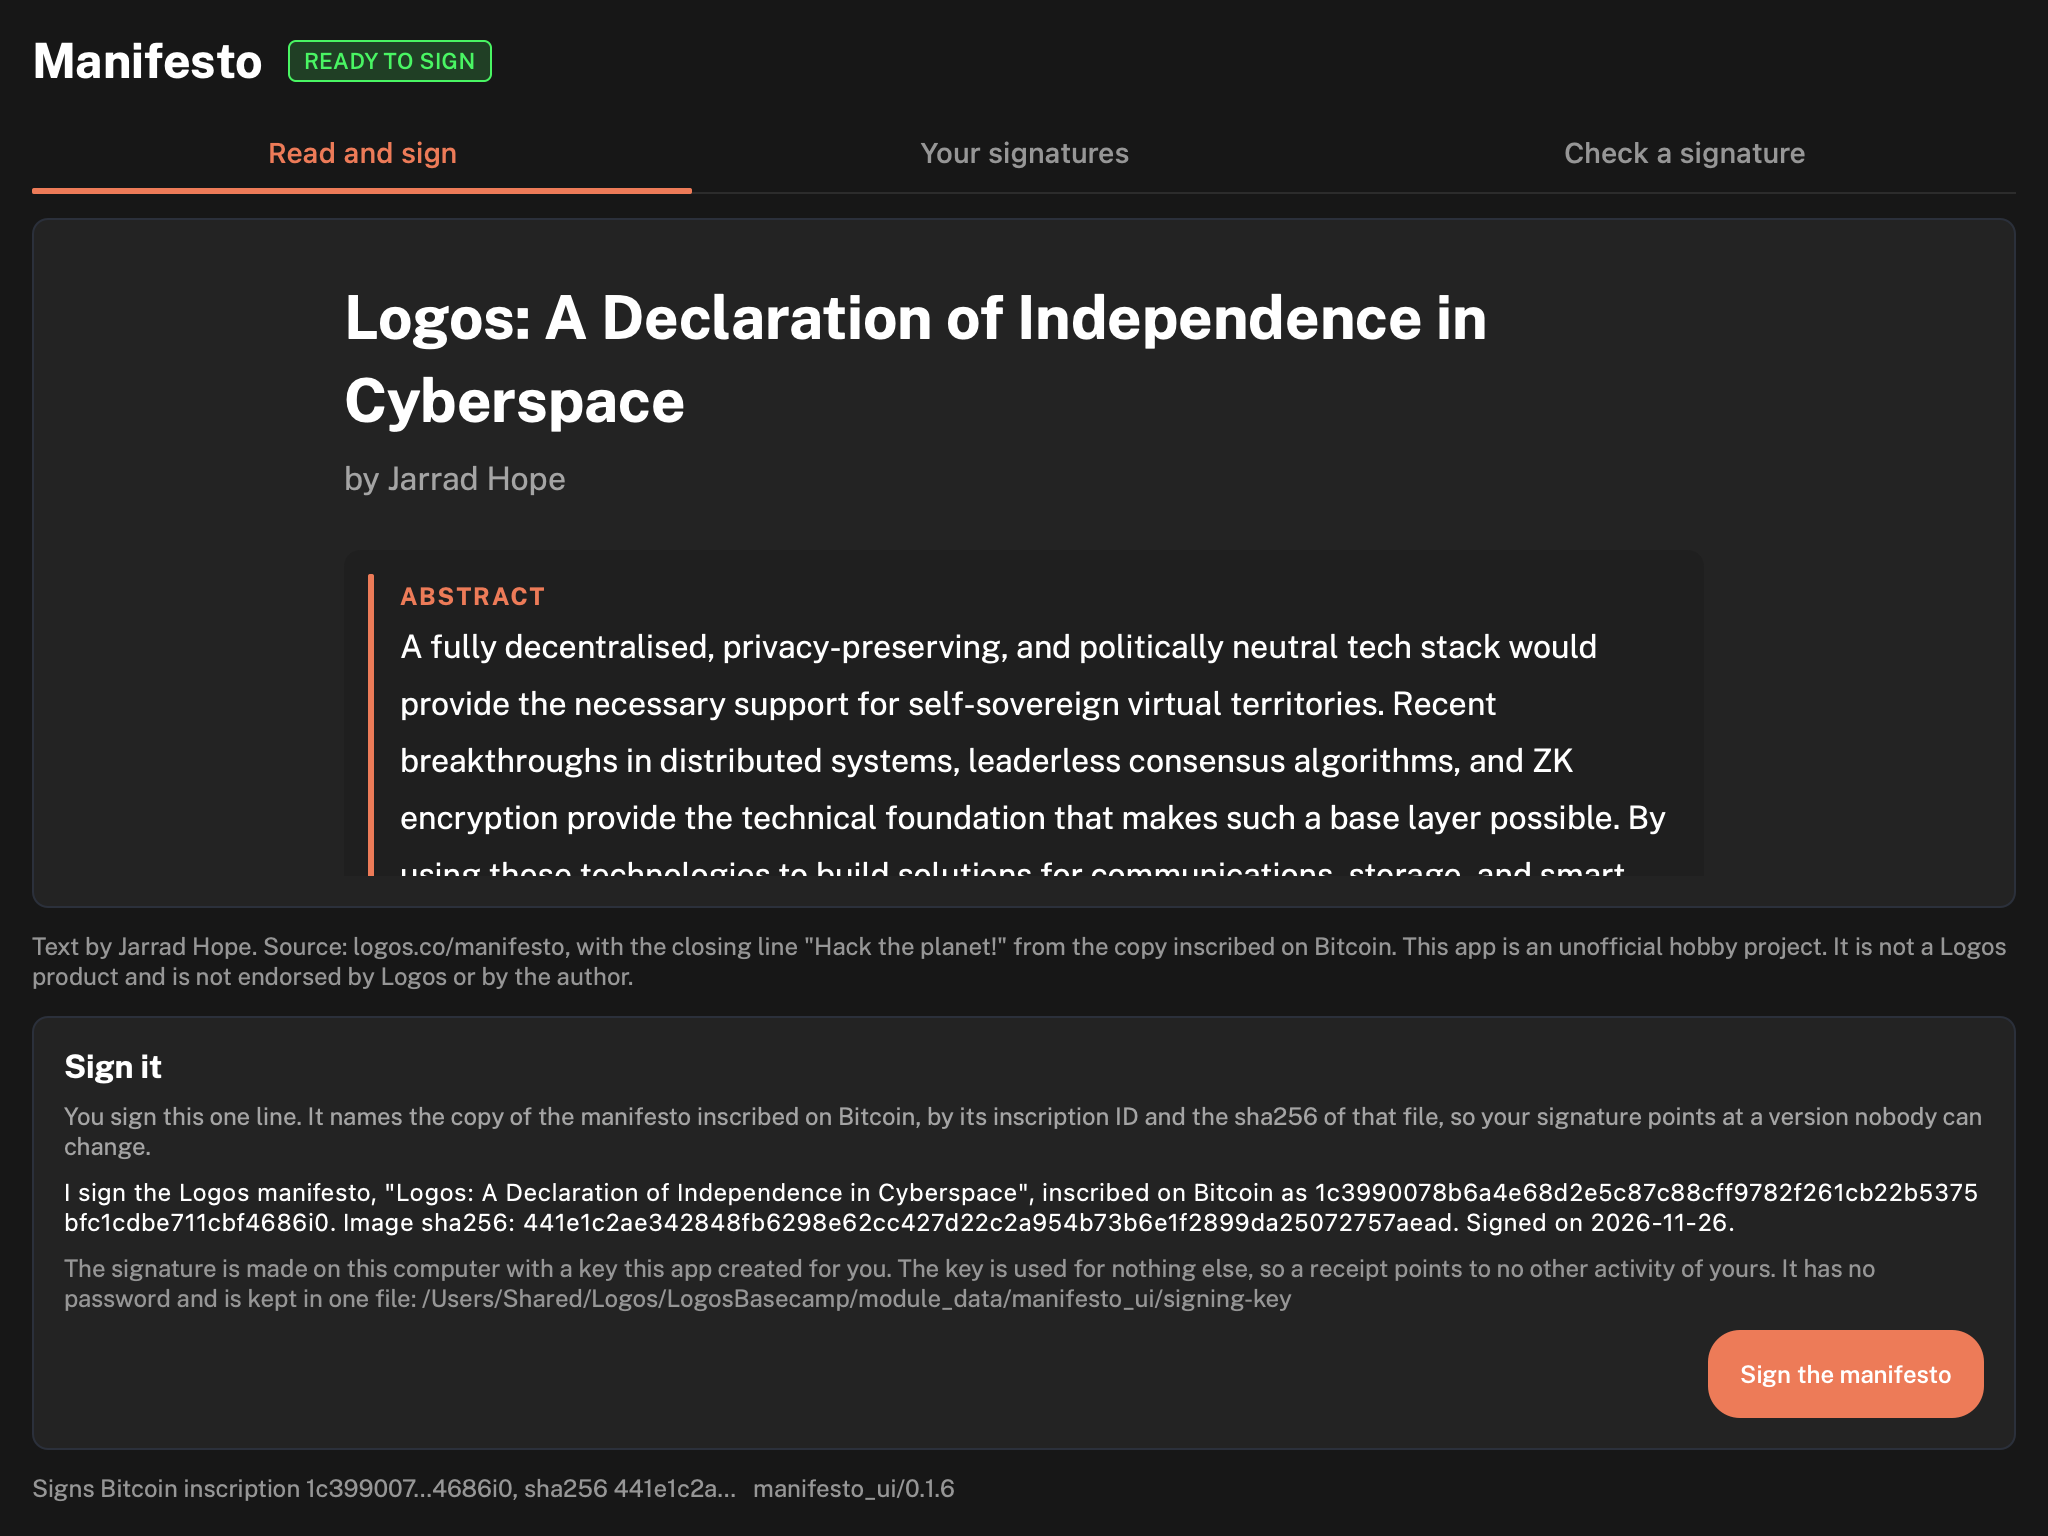 Manifesto
READY TO SIGN
Read and sign
Your signatures
Check a signature
Logos: A Declaration of Independence in
Cyberspace
by Jarrad Hope
ABSTRACT
A fully decentralised, privacy-preserving, and politically neutral tech stack would
provide the necessary support for self-sovereign virtual territories. Recent
breakthroughs in distributed systems, leaderless consensus algorithms, and ZK
encryption provide the technical foundation that makes such a base layer possible. By
using these technologies to build solutions for communications, storage, and smart
Text by Jarrad Hope. Source: logos.co/manifesto, with the closing line "Hack the planet!" from the copy inscribed on Bitcoin. This app is an unofficial hobby project. It is not a Logos
product and is not endorsed by Logos or by the author.
Sign it
You sign this one line. It names the copy of the manifesto inscribed on Bitcoin, by its inscription ID and the sha256 of that file, so your signature points at a version nobody can
change.
I sign the Logos manifesto, "Logos: A Declaration of Independence in Cyberspace", inscribed on Bitcoin as 1c3990078b6a4e68d2e5c87c88cff9782f261cb22b5375
bfc1cdbe711cbf4686i0. Image sha256: 441e1c2ae342848fb6298e62cc427d22c2a954b73b6e1f2899da25072757aead. Signed on 2026-11-26.
The signature is made on this computer with a key this app created for you. The key is used for nothing else, so a receipt points to no other activity of yours. It has no
password and is kept in one file: /Users/Shared/Logos/LogosBasecamp/module_data/manifesto_ui/signing-key
Sign the manifesto
Signs Bitcoin inscription 1c399007…4686i0, sha256 441e1c2a… manifesto_ui/0.1.6